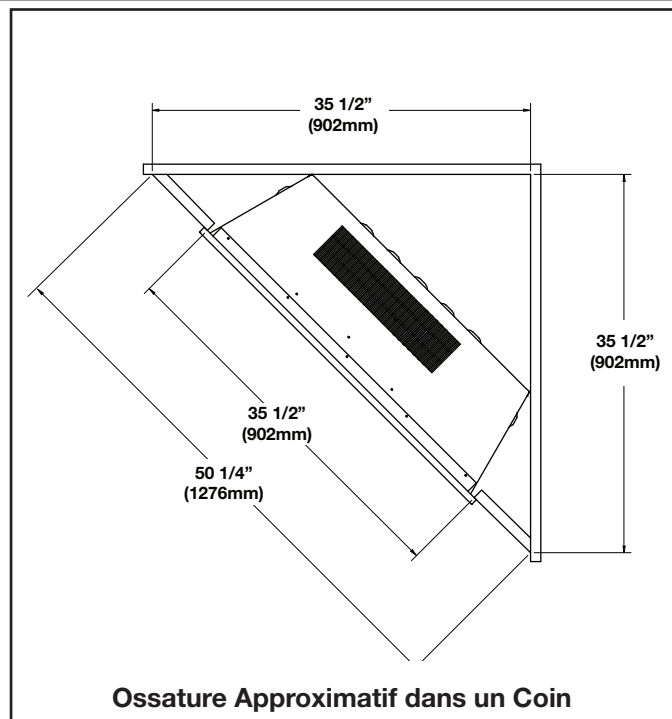 35 1/2”
(902mm)
35 1/2”
(902mm)
35 1/2”
(902mm)
50 1/4”
(1276mm)
Ossature Approximatif dans un Coin